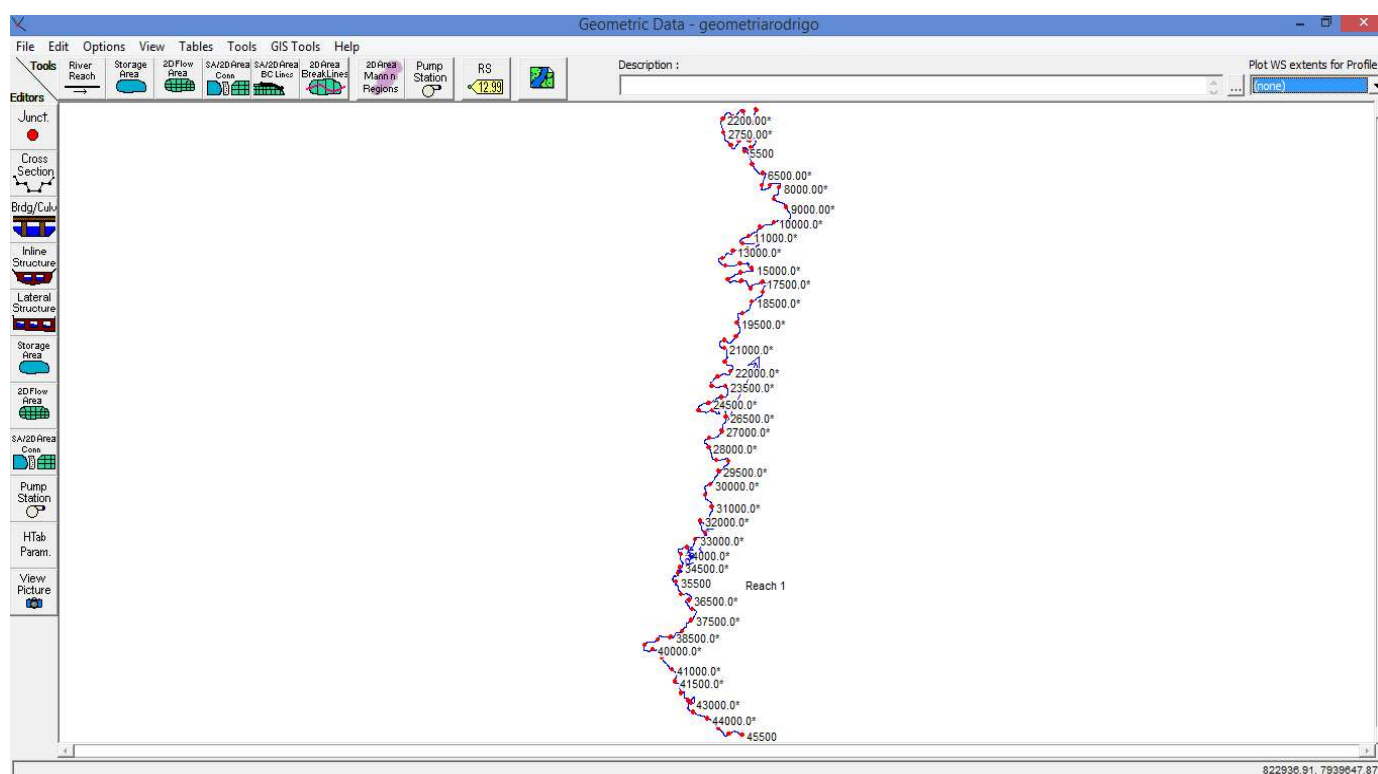 Geometric Data - geometriarodrigo
File Edit Options View Tables Tools GIS Tools Help
Tools
Editors
River Reach
Storage Area
2D Flow Area
SA/2D Area Conn
SA/2D Area BC Lines
2D Area BreakLines
2D Area Mann n Regions
Pump Station
RS
12.99
Description :
Plot WS extents for Profile
(none)
Junct.
Cross Section
Brdg/Culv
Inline Structure
Lateral Structure
Storage Area
2D Flow Area
SA/2D Area Conn
Pump Station
HTab Param.
View Picture
2200.00*
2750.00*
5500
6500.00*
8000.00*
9000.00*
10000.0*
11000.0*
13000.0*
15000.0*
17500.0*
18500.0*
19500.0*
21000.0*
22000.0*
23500.0*
24500.0*
26500.0*
27000.0*
28000.0*
29500.0*
30000.0*
31000.0*
32000.0*
33000.0*
34000.0*
34500.0*
35500
Reach 1
36500.0*
37500.0*
38500.0*
40000.0*
41000.0*
41500.0*
43000.0*
44000.0*
45500
822936.91, 7939647.87